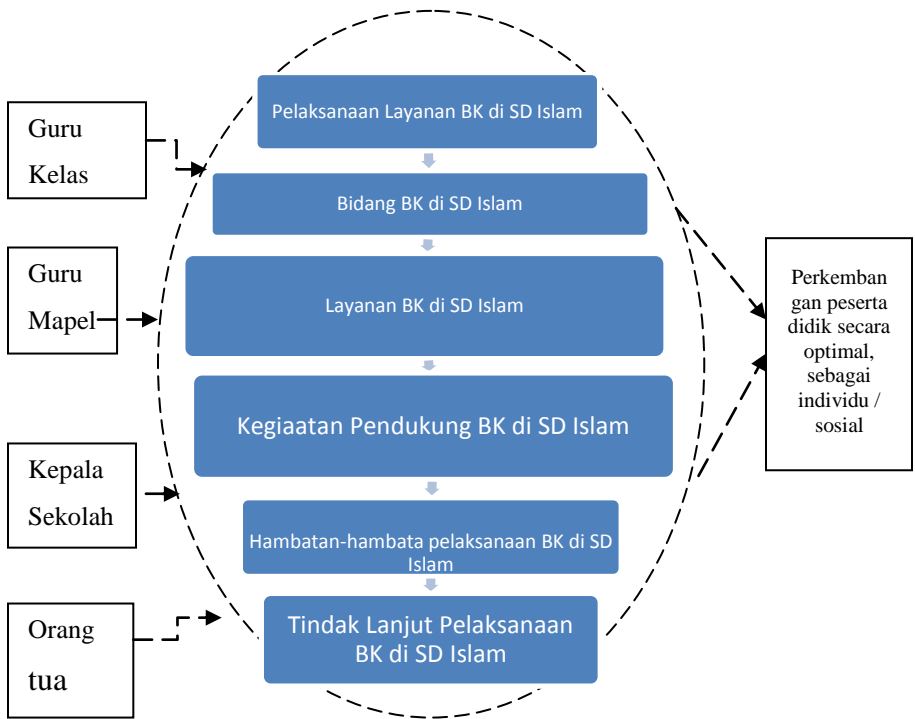 Guru
Kelas
Guru
Mapel
Kepala
Sekolah
Orang
tua
Pelaksanaan Layanan BK di SD Islam
Bidang BK di SD Islam
Layanan BK di SD Islam
Kegiaatan Pendukung BK di SD Islam
Hambatan-hambata pelaksanaan BK di SD
Islam
Tindak Lanjut Pelaksanaan
BK di SD Islam
Perkemban
gan peserta
didik secara
optimal,
sebagai
individu /
sosial